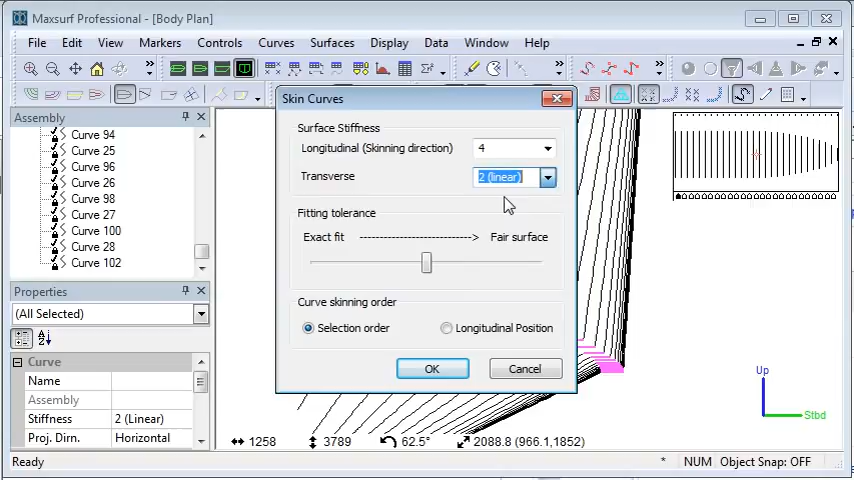 Maxsurf Professional - [Body Plan]
File Edit View Markers Controls Curves Surfaces Display Data Window Help
Assembly
Curve 94
Curve 25
Curve 96
Curve 26
Curve 98
Curve 27
Curve 100
Curve 28
Curve 102
Properties
(All Selected)
Curve
Name
Assembly
Stiffness 2 (Linear)
Proj. Dirn. Horizontal
Skin Curves
Surface Stiffness
Longitudinal (Skinning direction) 4
Transverse 2 (linear)
Fitting tolerance
Exact fit ------------------------> Fair surface
Curve skinning order
Selection order Longitudinal Position
OK Cancel
Up
Stbd
1258 3789 62.5° 2088.8 (966.1,1852)
Ready * NUM Object Snap: OFF